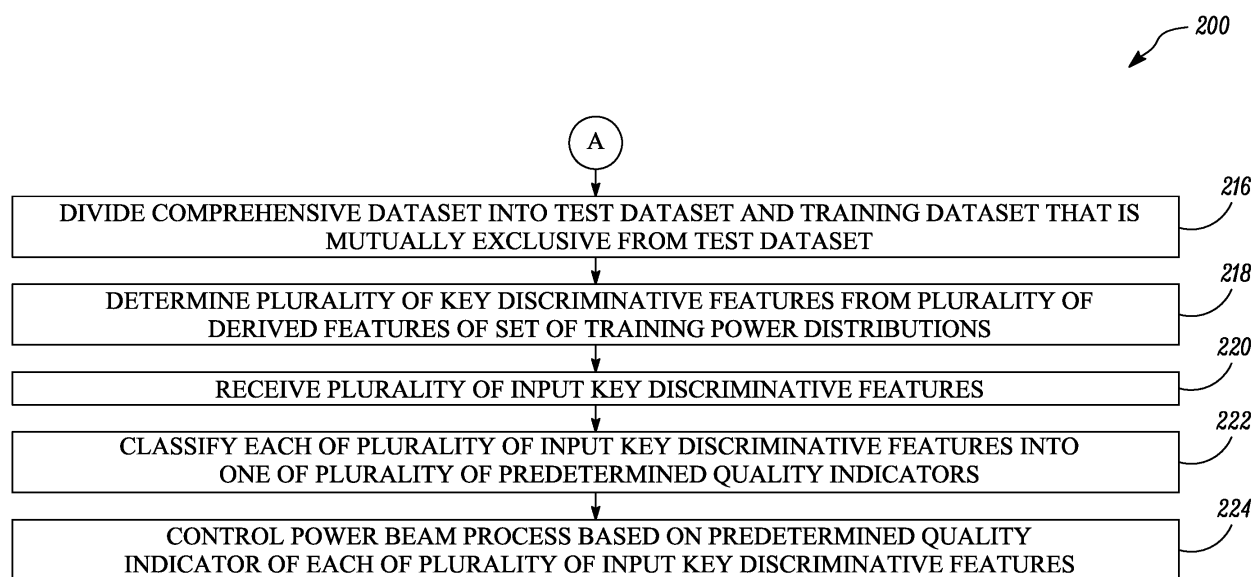 200
A
216
DIVIDE COMPREHENSIVE DATASET INTO TEST DATASET AND TRAINING DATASET THAT IS
MUTUALLY EXCLUSIVE FROM TEST DATASET
218
DETERMINE PLURALITY OF KEY DISCRIMINATIVE FEATURES FROM PLURALITY OF
DERIVED FEATURES OF SET OF TRAINING POWER DISTRIBUTIONS
220
RECEIVE PLURALITY OF INPUT KEY DISCRIMINATIVE FEATURES
222
CLASSIFY EACH OF PLURALITY OF INPUT KEY DISCRIMINATIVE FEATURES INTO
ONE OF PLURALITY OF PREDETERMINED QUALITY INDICATORS
224
CONTROL POWER BEAM PROCESS BASED ON PREDETERMINED QUALITY
INDICATOR OF EACH OF PLURALITY OF INPUT KEY DISCRIMINATIVE FEATURES